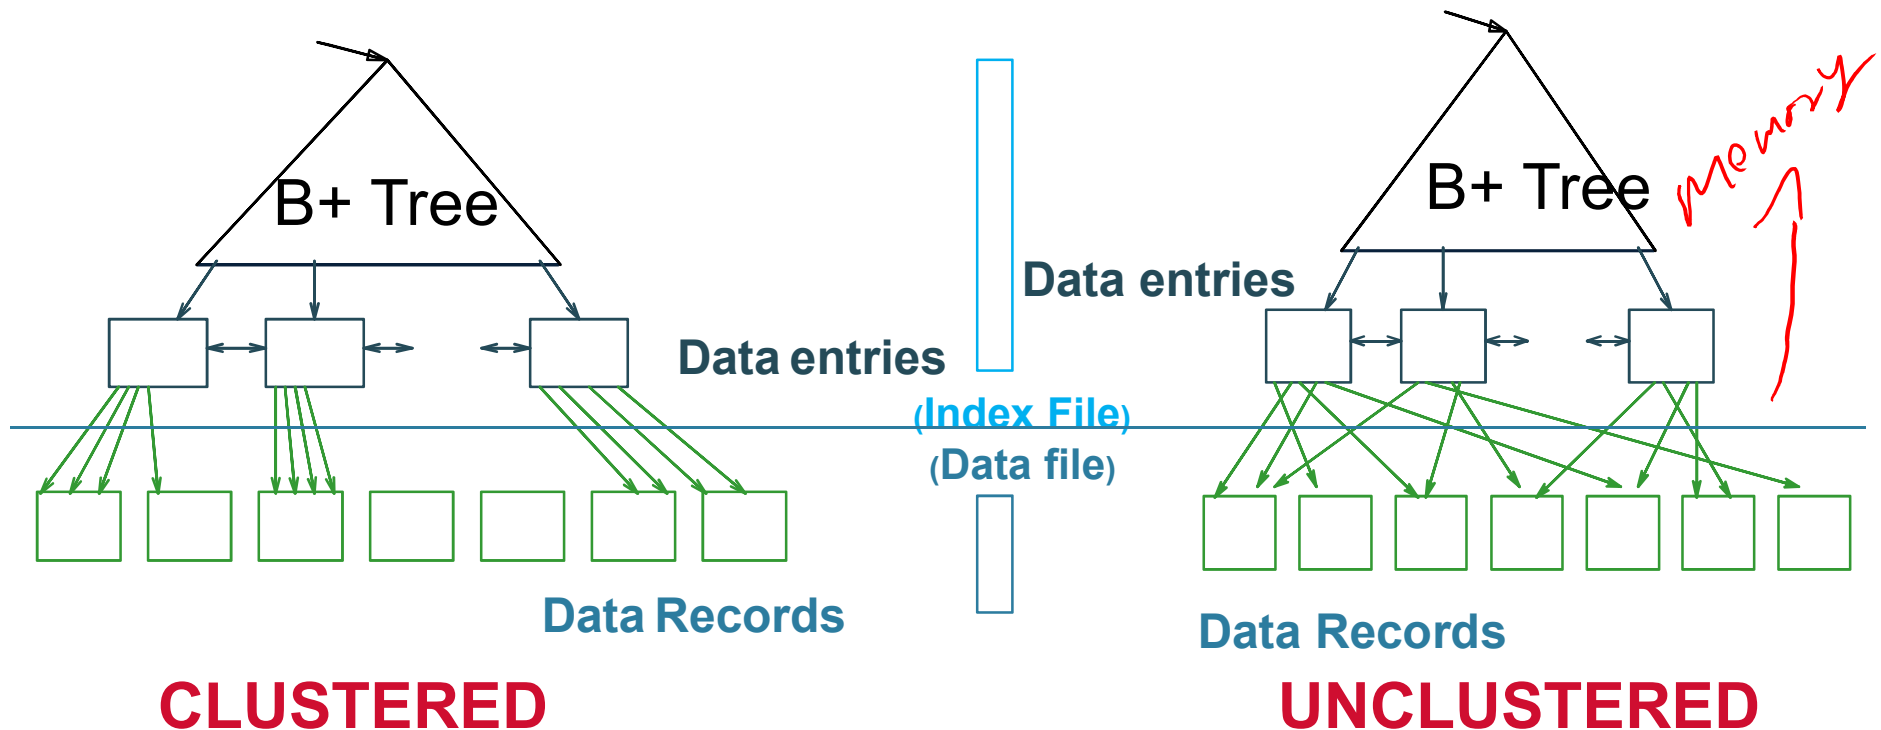 B+ Tree
Data entries
Data Records
CLUSTERED
(Index File)
(Data file)
B+ Tree
Memory
Data entries
Data Records
UNCLUSTERED